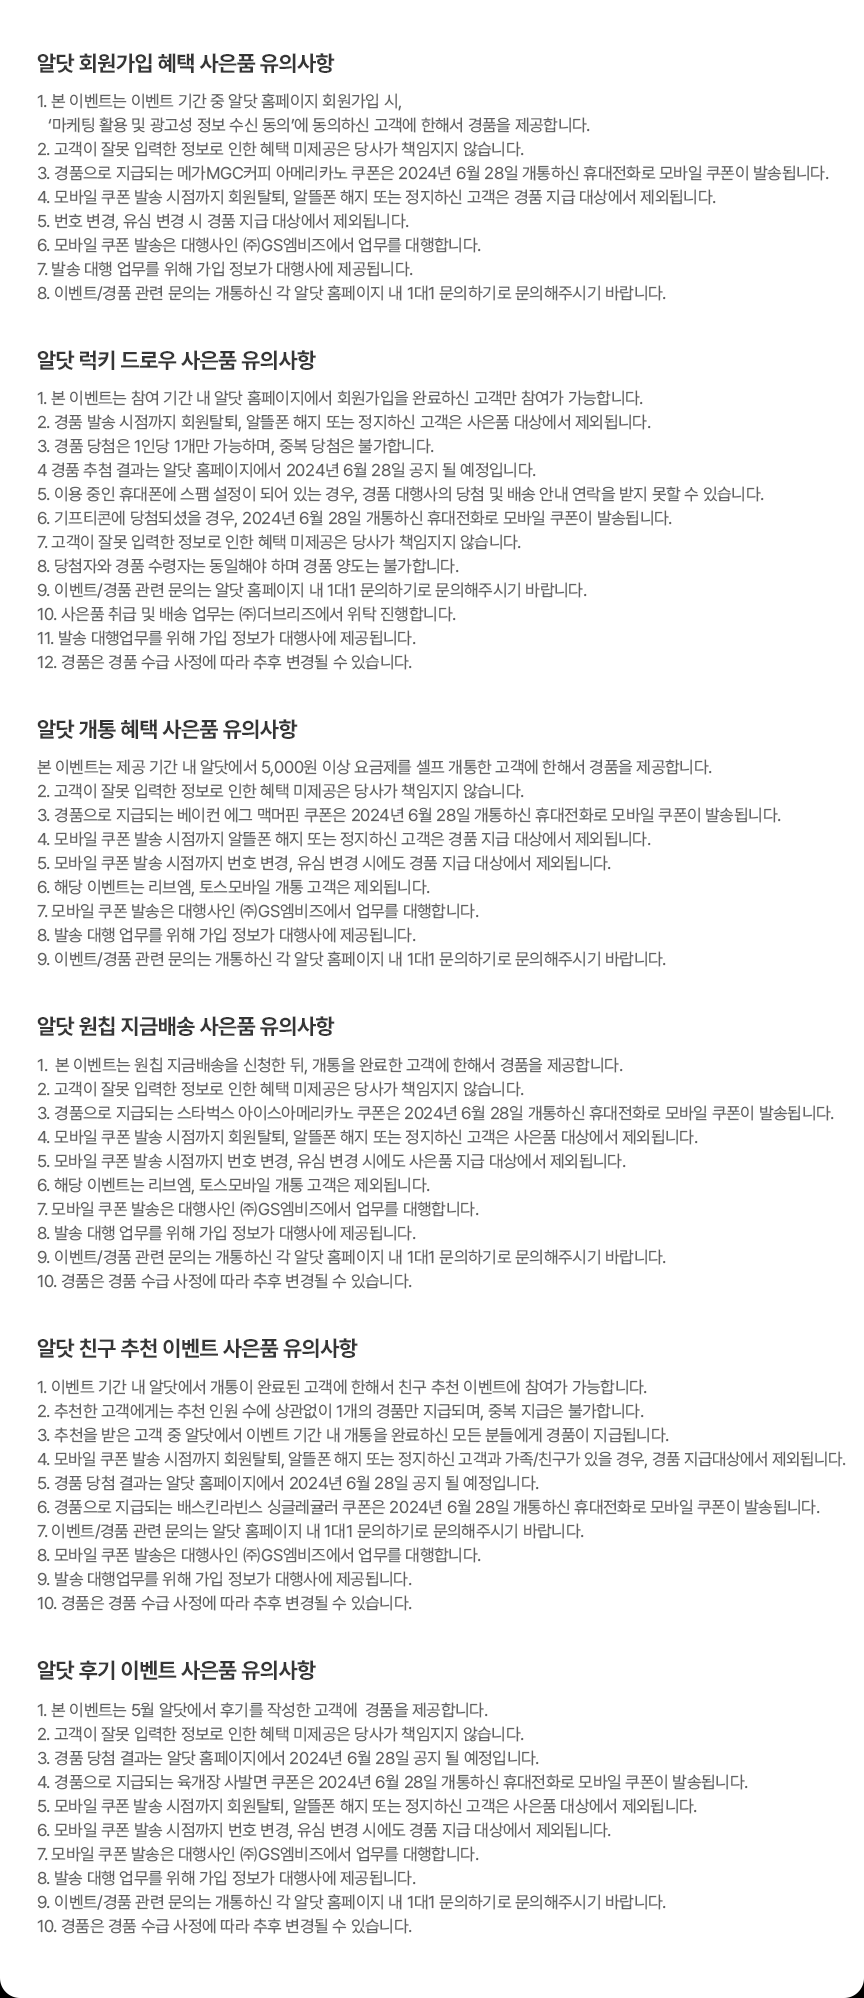 알닷 회원가입 혜택 사은품 유의사항
1. 본 이벤트는 이벤트 기간 중 알닷 홈페이지 회원가입 시,
‘마케팅 활용 및 광고성 정보 수신 동의’에 동의하신 고객에 한해서 경품을 제공합니다.
2. 고객이 잘못 입력한 정보로 인한 혜택 미제공은 당사가 책임지지 않습니다.
3. 경품으로 지급되는 메가MGC커피 아메리카노 쿠폰은 2024년 6월 28일 개통하신 휴대전화로 모바일 쿠폰이 발송됩니다.
4. 모바일 쿠폰 발송 시점까지 회원탈퇴, 알뜰폰 해지 또는 정지하신 고객은 경품 지급 대상에서 제외됩니다.
5. 번호 변경, 유심 변경 시 경품 지급 대상에서 제외됩니다.
6. 모바일 쿠폰 발송은 대행사인 ㈜GS엠비즈에서 업무를 대행합니다.
7. 발송 대행 업무를 위해 가입 정보가 대행사에 제공됩니다.
8. 이벤트/경품 관련 문의는 개통하신 각 알닷 홈페이지 내 1대1 문의하기로 문의해주시기 바랍니다.
알닷 럭키 드로우 사은품 유의사항
1. 본 이벤트는 참여 기간 내 알닷 홈페이지에서 회원가입을 완료하신 고객만 참여가 가능합니다.
2. 경품 발송 시점까지 회원탈퇴, 알뜰폰 해지 또는 정지하신 고객은 사은품 대상에서 제외됩니다.
3. 경품 당첨은 1인당 1개만 가능하며, 중복 당첨은 불가합니다.
4 경품 추첨 결과는 알닷 홈페이지에서 2024년 6월 28일 공지 될 예정입니다.
5. 이용 중인 휴대폰에 스팸 설정이 되어 있는 경우, 경품 대행사의 당첨 및 배송 안내 연락을 받지 못할 수 있습니다.
6. 기프티콘에 당첨되셨을 경우, 2024년 6월 28일 개통하신 휴대전화로 모바일 쿠폰이 발송됩니다.
7. 고객이 잘못 입력한 정보로 인한 혜택 미제공은 당사가 책임지지 않습니다.
8. 당첨자와 경품 수령자는 동일해야 하며 경품 양도는 불가합니다.
9. 이벤트/경품 관련 문의는 알닷 홈페이지 내 1대1 문의하기로 문의해주시기 바랍니다.
10. 사은품 취급 및 배송 업무는 ㈜더브리즈에서 위탁 진행합니다.
11. 발송 대행업무를 위해 가입 정보가 대행사에 제공됩니다.
12. 경품은 경품 수급 사정에 따라 추후 변경될 수 있습니다.
알닷 개통 혜택 사은품 유의사항
본 이벤트는 제공 기간 내 알닷에서 5,000원 이상 요금제를 셀프 개통한 고객에 한해서 경품을 제공합니다.
2. 고객이 잘못 입력한 정보로 인한 혜택 미제공은 당사가 책임지지 않습니다.
3. 경품으로 지급되는 베이컨 에그 맥머핀 쿠폰은 2024년 6월 28일 개통하신 휴대전화로 모바일 쿠폰이 발송됩니다.
4. 모바일 쿠폰 발송 시점까지 알뜰폰 해지 또는 정지하신 고객은 경품 지급 대상에서 제외됩니다.
5. 모바일 쿠폰 발송 시점까지 번호 변경, 유심 변경 시에도 경품 지급 대상에서 제외됩니다.
6. 해당 이벤트는 리브엠, 토스모바일 개통 고객은 제외됩니다.
7. 모바일 쿠폰 발송은 대행사인 ㈜GS엠비즈에서 업무를 대행합니다.
8. 발송 대행 업무를 위해 가입 정보가 대행사에 제공됩니다.
9. 이벤트/경품 관련 문의는 개통하신 각 알닷 홈페이지 내 1대1 문의하기로 문의해주시기 바랍니다.
알닷 원칩 지금배송 사은품 유의사항
1. 본 이벤트는 원칩 지금배송을 신청한 뒤, 개통을 완료한 고객에 한해서 경품을 제공합니다.
2. 고객이 잘못 입력한 정보로 인한 혜택 미제공은 당사가 책임지지 않습니다.
3. 경품으로 지급되는 스타벅스 아이스아메리카노 쿠폰은 2024년 6월 28일 개통하신 휴대전화로 모바일 쿠폰이 발송됩니다.
4. 모바일 쿠폰 발송 시점까지 회원탈퇴, 알뜰폰 해지 또는 정지하신 고객은 사은품 대상에서 제외됩니다.
5. 모바일 쿠폰 발송 시점까지 번호 변경, 유심 변경 시에도 사은품 지급 대상에서 제외됩니다.
6. 해당 이벤트는 리브엠, 토스모바일 개통 고객은 제외됩니다.
7. 모바일 쿠폰 발송은 대행사인 ㈜GS엠비즈에서 업무를 대행합니다.
8. 발송 대행 업무를 위해 가입 정보가 대행사에 제공됩니다.
9. 이벤트/경품 관련 문의는 개통하신 각 알닷 홈페이지 내 1대1 문의하기로 문의해주시기 바랍니다.
10. 경품은 경품 수급 사정에 따라 추후 변경될 수 있습니다.
알닷 친구 추천 이벤트 사은품 유의사항
1. 이벤트 기간 내 알닷에서 개통이 완료된 고객에 한해서 친구 추천 이벤트에 참여가 가능합니다.
2. 추천한 고객에게는 추천 인원 수에 상관없이 1개의 경품만 지급되며, 중복 지급은 불가합니다.
3. 추천을 받은 고객 중 알닷에서 이벤트 기간 내 개통을 완료하신 모든 분들에게 경품이 지급됩니다.
4. 모바일 쿠폰 발송 시점까지 회원탈퇴, 알뜰폰 해지 또는 정지하신 고객과 가족/친구가 있을 경우, 경품 지급대상에서 제외됩니다.
5. 경품 당첨 결과는 알닷 홈페이지에서 2024년 6월 28일 공지 될 예정입니다.
6. 경품으로 지급되는 배스킨라빈스 싱글레귤러 쿠폰은 2024년 6월 28일 개통하신 휴대전화로 모바일 쿠폰이 발송됩니다.
7. 이벤트/경품 관련 문의는 알닷 홈페이지 내 1대1 문의하기로 문의해주시기 바랍니다.
8. 모바일 쿠폰 발송은 대행사인 ㈜GS엠비즈에서 업무를 대행합니다.
9. 발송 대행업무를 위해 가입 정보가 대행사에 제공됩니다.
10. 경품은 경품 수급 사정에 따라 추후 변경될 수 있습니다.
알닷 후기 이벤트 사은품 유의사항
1. 본 이벤트는 5월 알닷에서 후기를 작성한 고객에 경품을 제공합니다.
2. 고객이 잘못 입력한 정보로 인한 혜택 미제공은 당사가 책임지지 않습니다.
3. 경품 당첨 결과는 알닷 홈페이지에서 2024년 6월 28일 공지 될 예정입니다.
4. 경품으로 지급되는 육개장 사발면 쿠폰은 2024년 6월 28일 개통하신 휴대전화로 모바일 쿠폰이 발송됩니다.
5. 모바일 쿠폰 발송 시점까지 회원탈퇴, 알뜰폰 해지 또는 정지하신 고객은 사은품 대상에서 제외됩니다.
6. 모바일 쿠폰 발송 시점까지 번호 변경, 유심 변경 시에도 경품 지급 대상에서 제외됩니다.
7. 모바일 쿠폰 발송은 대행사인 ㈜GS엠비즈에서 업무를 대행합니다.
8. 발송 대행 업무를 위해 가입 정보가 대행사에 제공됩니다.
9. 이벤트/경품 관련 문의는 개통하신 각 알닷 홈페이지 내 1대1 문의하기로 문의해주시기 바랍니다.
10. 경품은 경품 수급 사정에 따라 추후 변경될 수 있습니다.